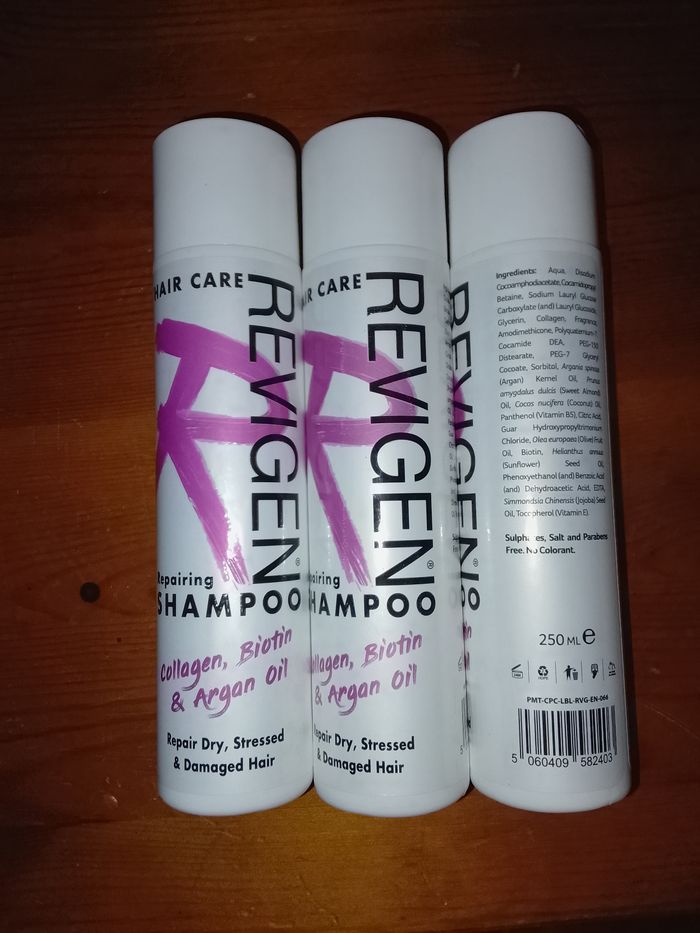 HAIR CARE
REVIGEN®
Repairing
SHAMPOO
Collagen, Biotin
& Argan Oil
Repair Dry, Stressed
& Damaged Hair
CARE
REVIGEN®
SHAMPOO
Collagen, Biotin
& Argan Oil
Repair Dry, Stressed
& Damaged Hair
REVIGEN
Ingredients: Aqua, Disodium
Cocoamphodiacetate, Cocamidopropyl
Betaine, Sodium Lauryl Glucose
Carboxylate (and) Lauryl Glucoside,
Glycerin, Collagen, Fragrance,
Amodimethicone, Polyquaternium-7,
Cocamide DEA, PEG-150
Distearate, PEG-7 Glyceryl
Cocoate, Sorbitol, Argania spinosa
(Argan) Kernel Oil, Prunus
amygdalus dulcis (Sweet Almond)
Oil, Cocos nucifera (Coconut) Oil,
Panthenol (Vitamin B5), Citric Acid,
Guar Hydroxypropyltrimonium
Chloride, Olea europaea (Olive) Fruit
Oil, Biotin, Helianthus annuus
(Sunflower) Seed Oil,
Phenoxyethanol (and) Benzoic Acid
(and) Dehydroacetic Acid, EDTA,
Simmondsia Chinensis (Jojoba) Seed
Oil, Tocopherol (Vitamin E).
Sulphates, Salt and Parabens
Free. No Colorant.
250 ML e
PMT-CPC-LBL-RVG-EN-066
5 060409 582403